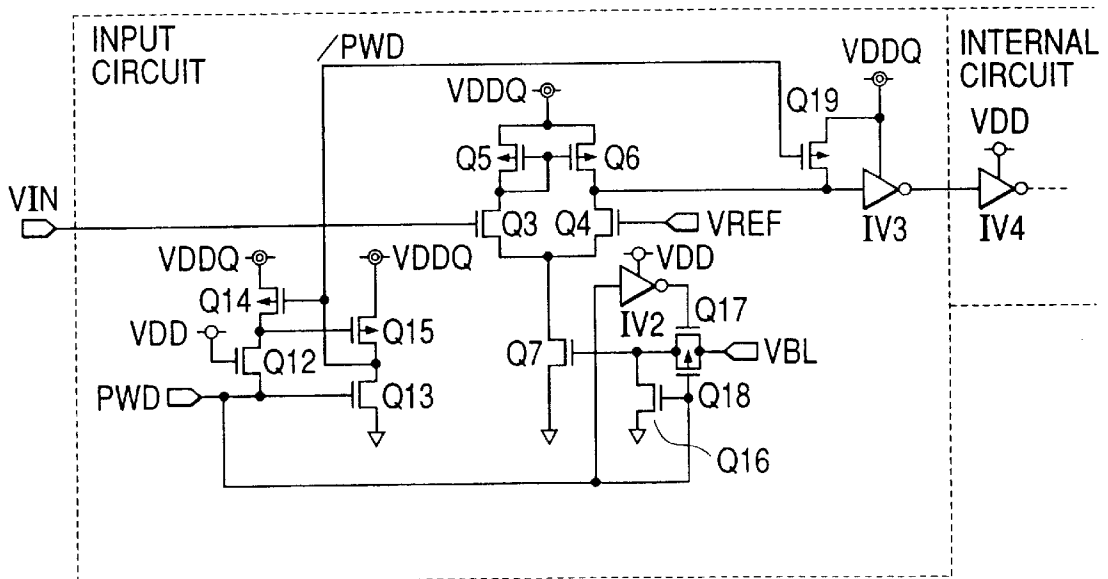 INPUT
CIRCUIT
/PWD
VDDQ
INTERNAL
CIRCUIT
VDDQ
Q19
VDD
Q5
Q6
VIN
Q3
Q4
VREF
IV3
IV4
VDDQ
VDDQ
VDD
Q14
Q17
VDD
Q15
IV2
Q12
Q7
VBL
PWD
Q13
Q18
Q16